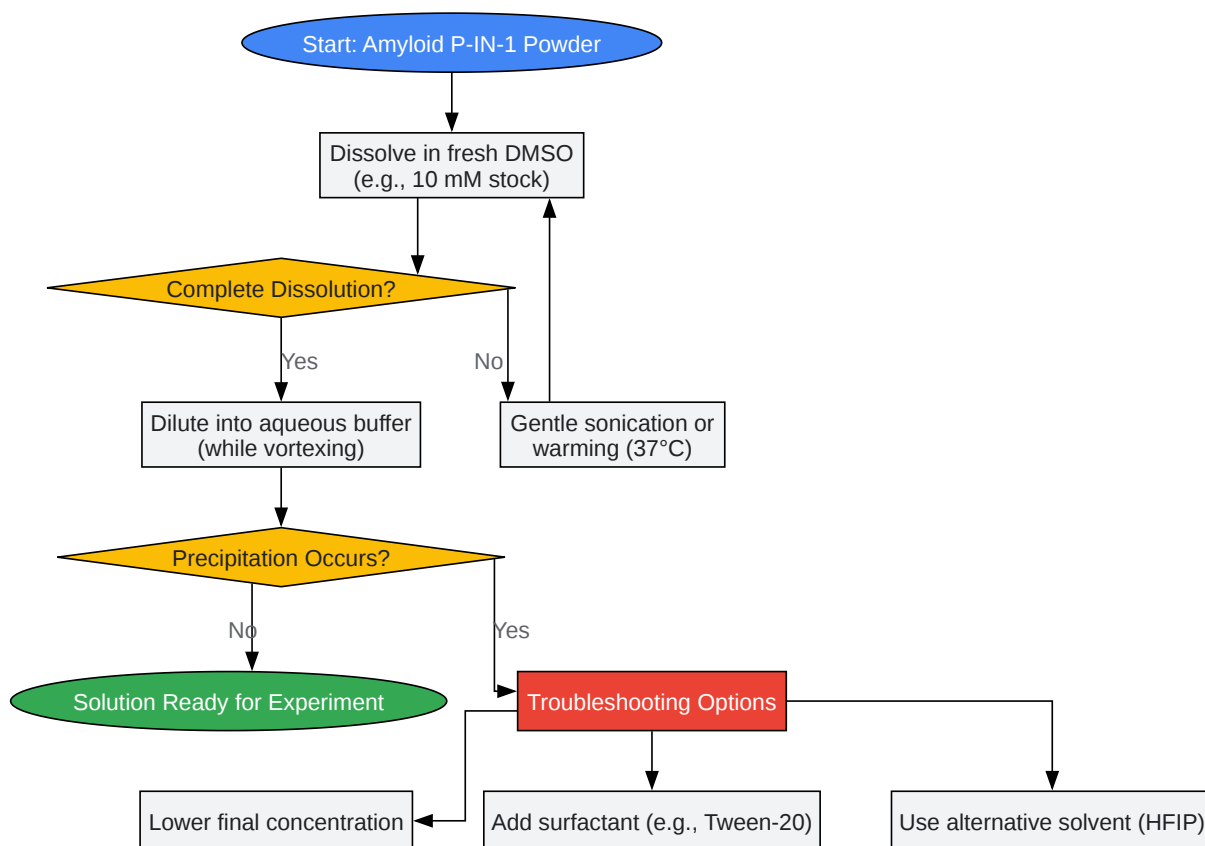 Start: Amyloid P-IN-1 Powder
Dissolve in fresh DMSO
(e.g., 10 mM stock)
Complete Dissolution?
Yes
No
Dilute into aqueous buffer
(while vortexing)
Gentle sonication or
warming (37°C)
Precipitation Occurs?
No
Yes
Solution Ready for Experiment
Troubleshooting Options
Lower final concentration
Add surfactant (e.g., Tween-20)
Use alternative solvent (HFIP)